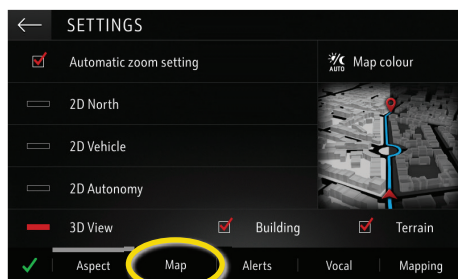 SETTINGS
Automatic zoom setting
AUTO Map colour
2D North
2D Vehicle
2D Autonomy
3D View Building Terrain
Aspect Map Alerts Vocal Mapping